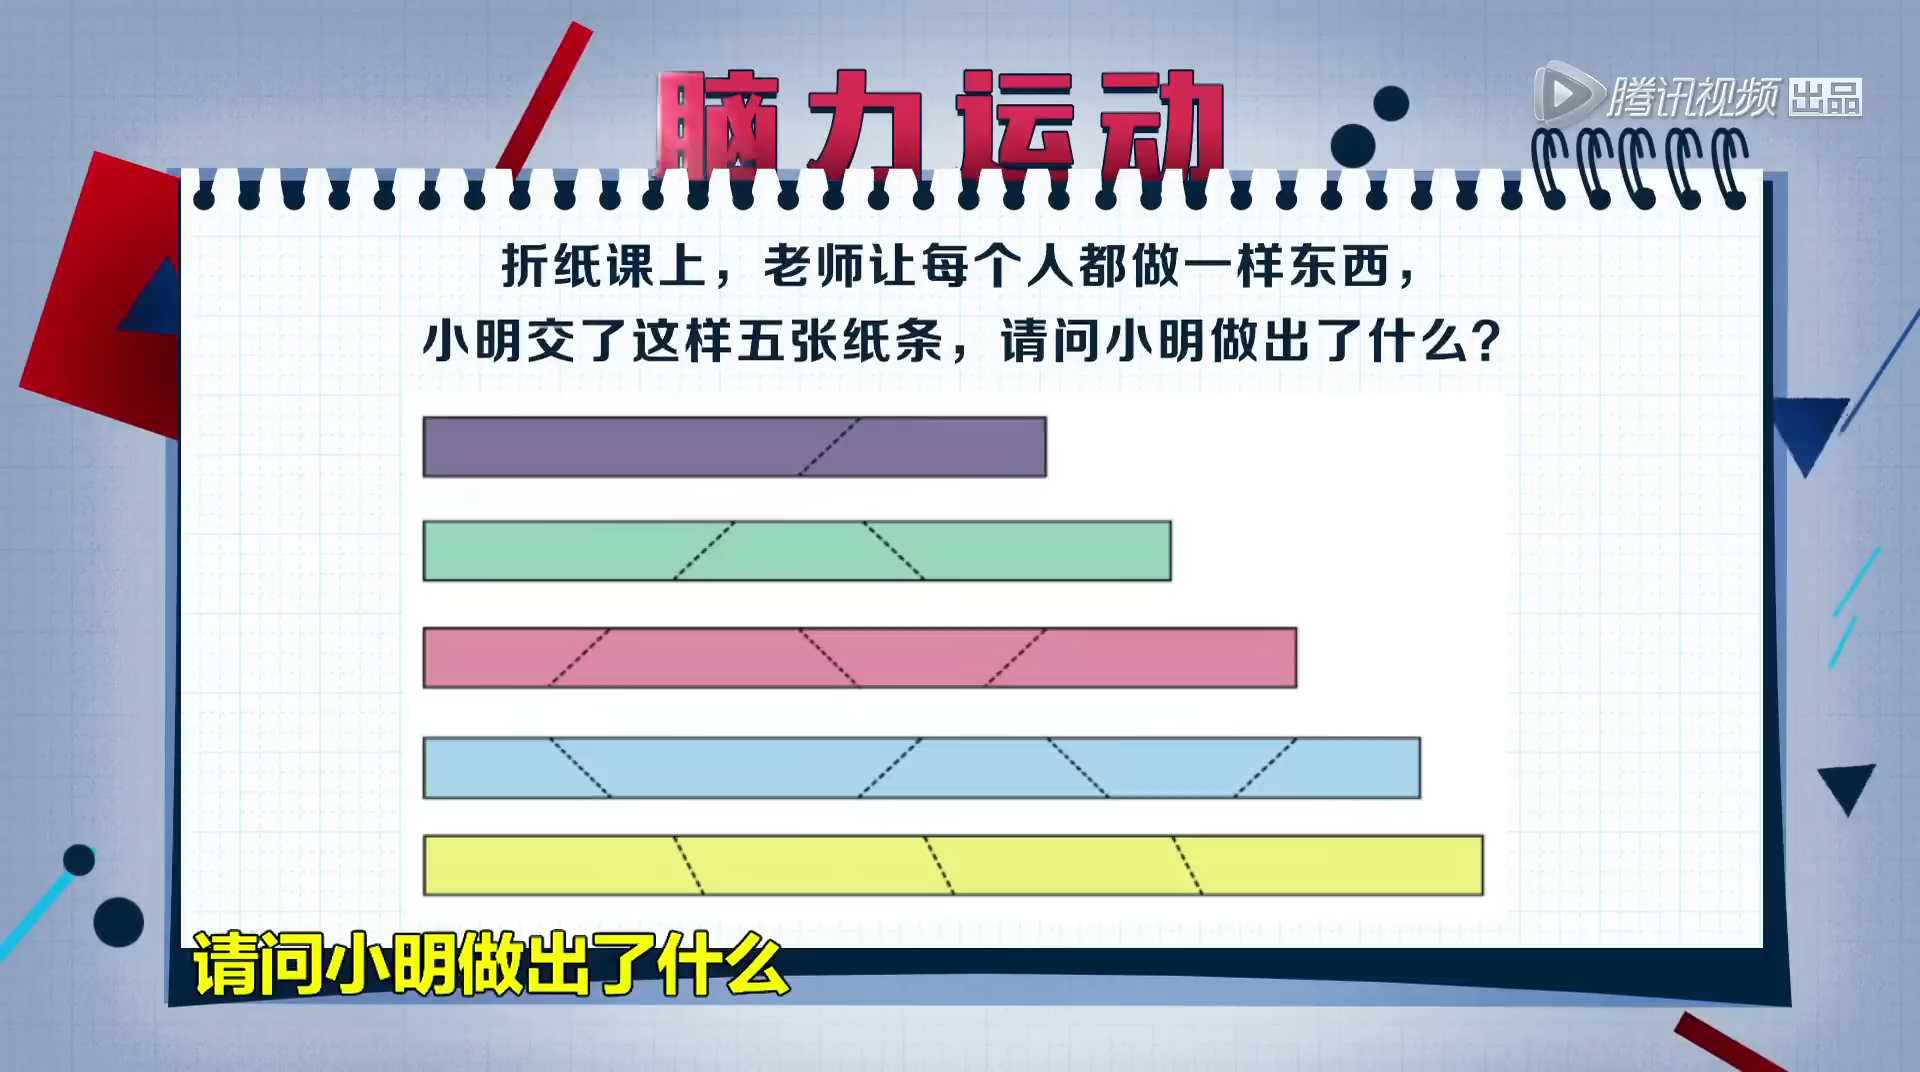 脑力运动
腾讯视频 出品
折纸课上，老师让每个人都做一样东西，
小明交了这样五张纸条，请问小明做出了什么？
请问小明做出了什么